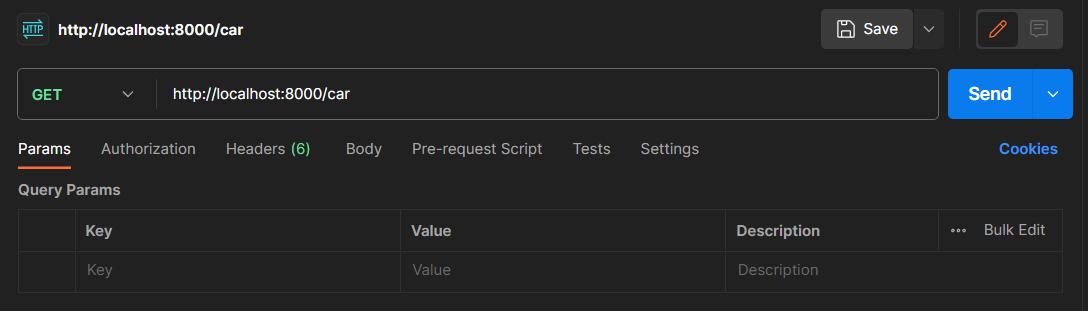 HTTP http://localhost:8000/car Save
GET http://localhost:8000/car Send
Params Authorization Headers (6) Body Pre-request Script Tests Settings Cookies
Query Params
Key Value Description Bulk Edit
Key Value Description